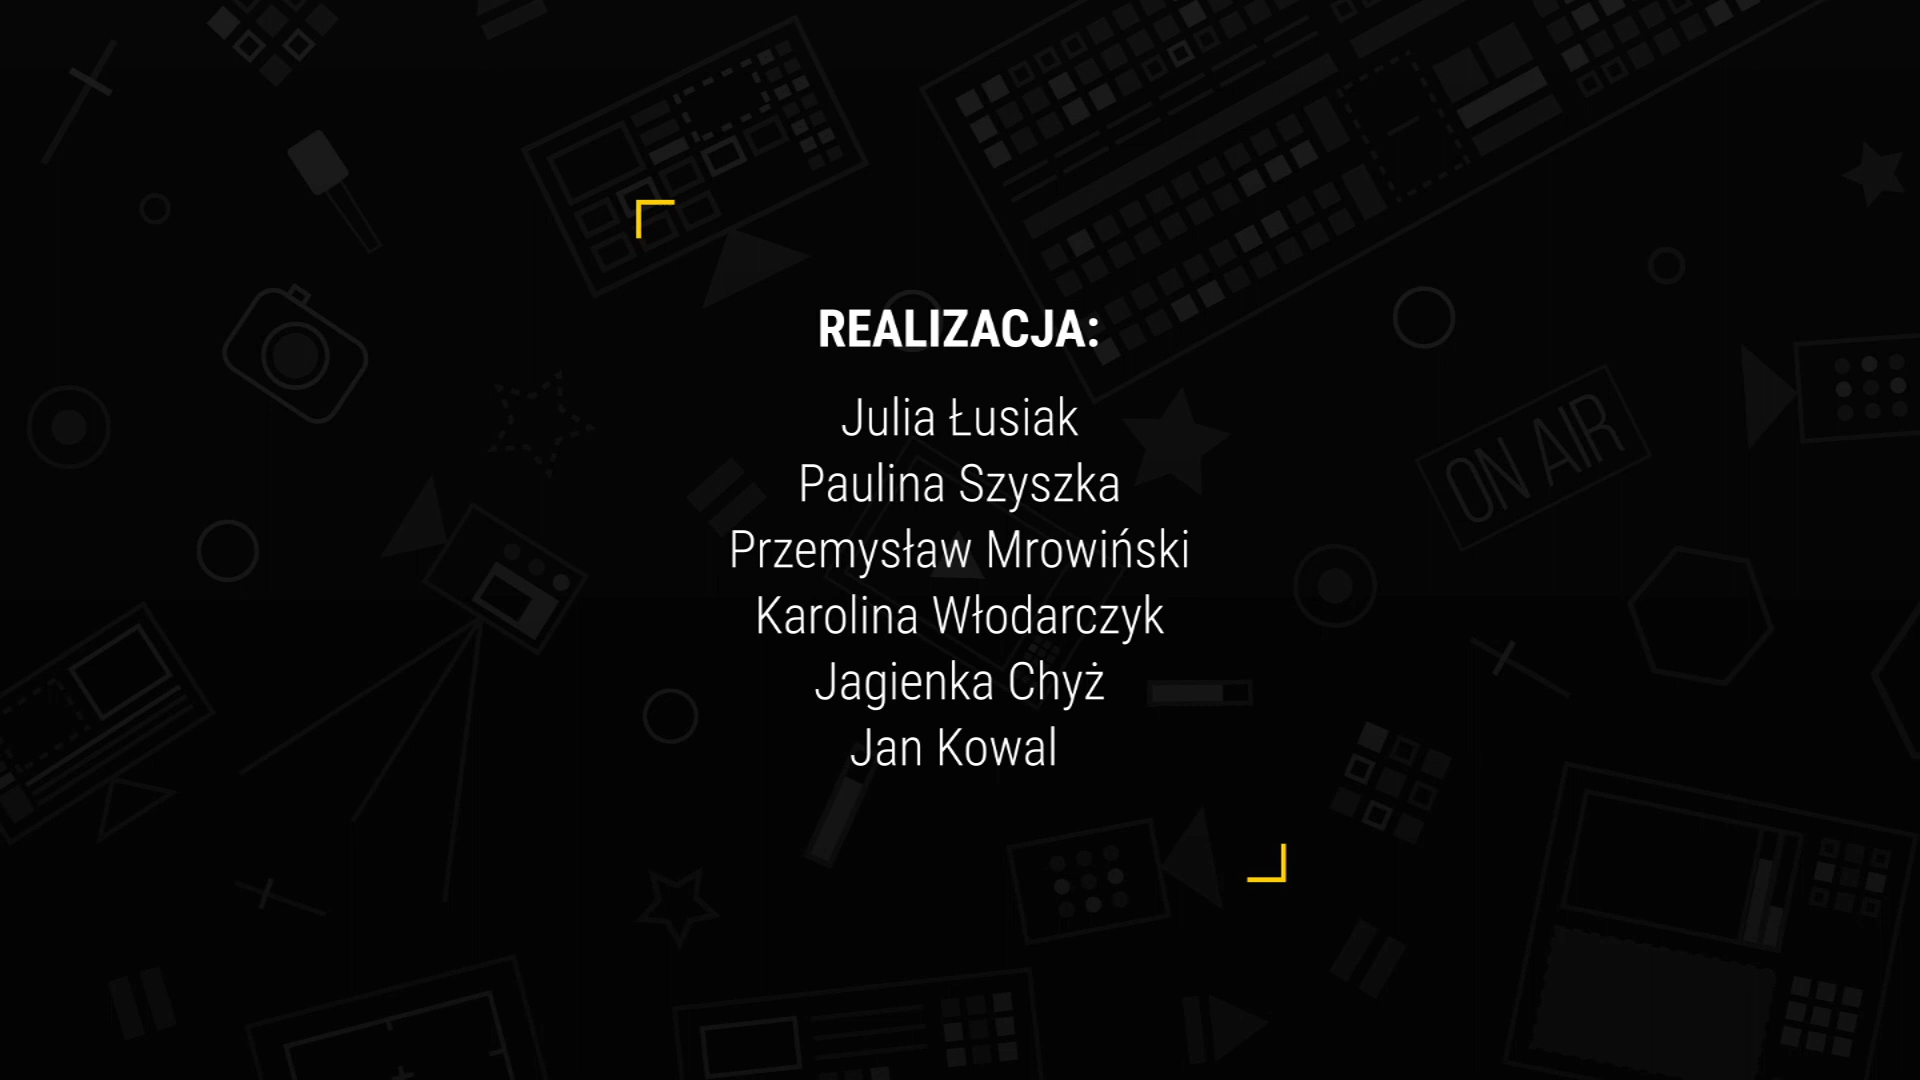 REALIZACJA:
Julia Łusiak
Paulina Szyszka
Przemysław Mrowiński
Karolina Włodarczyk
Jagienka Chyż
Jan Kowal
ON AIR